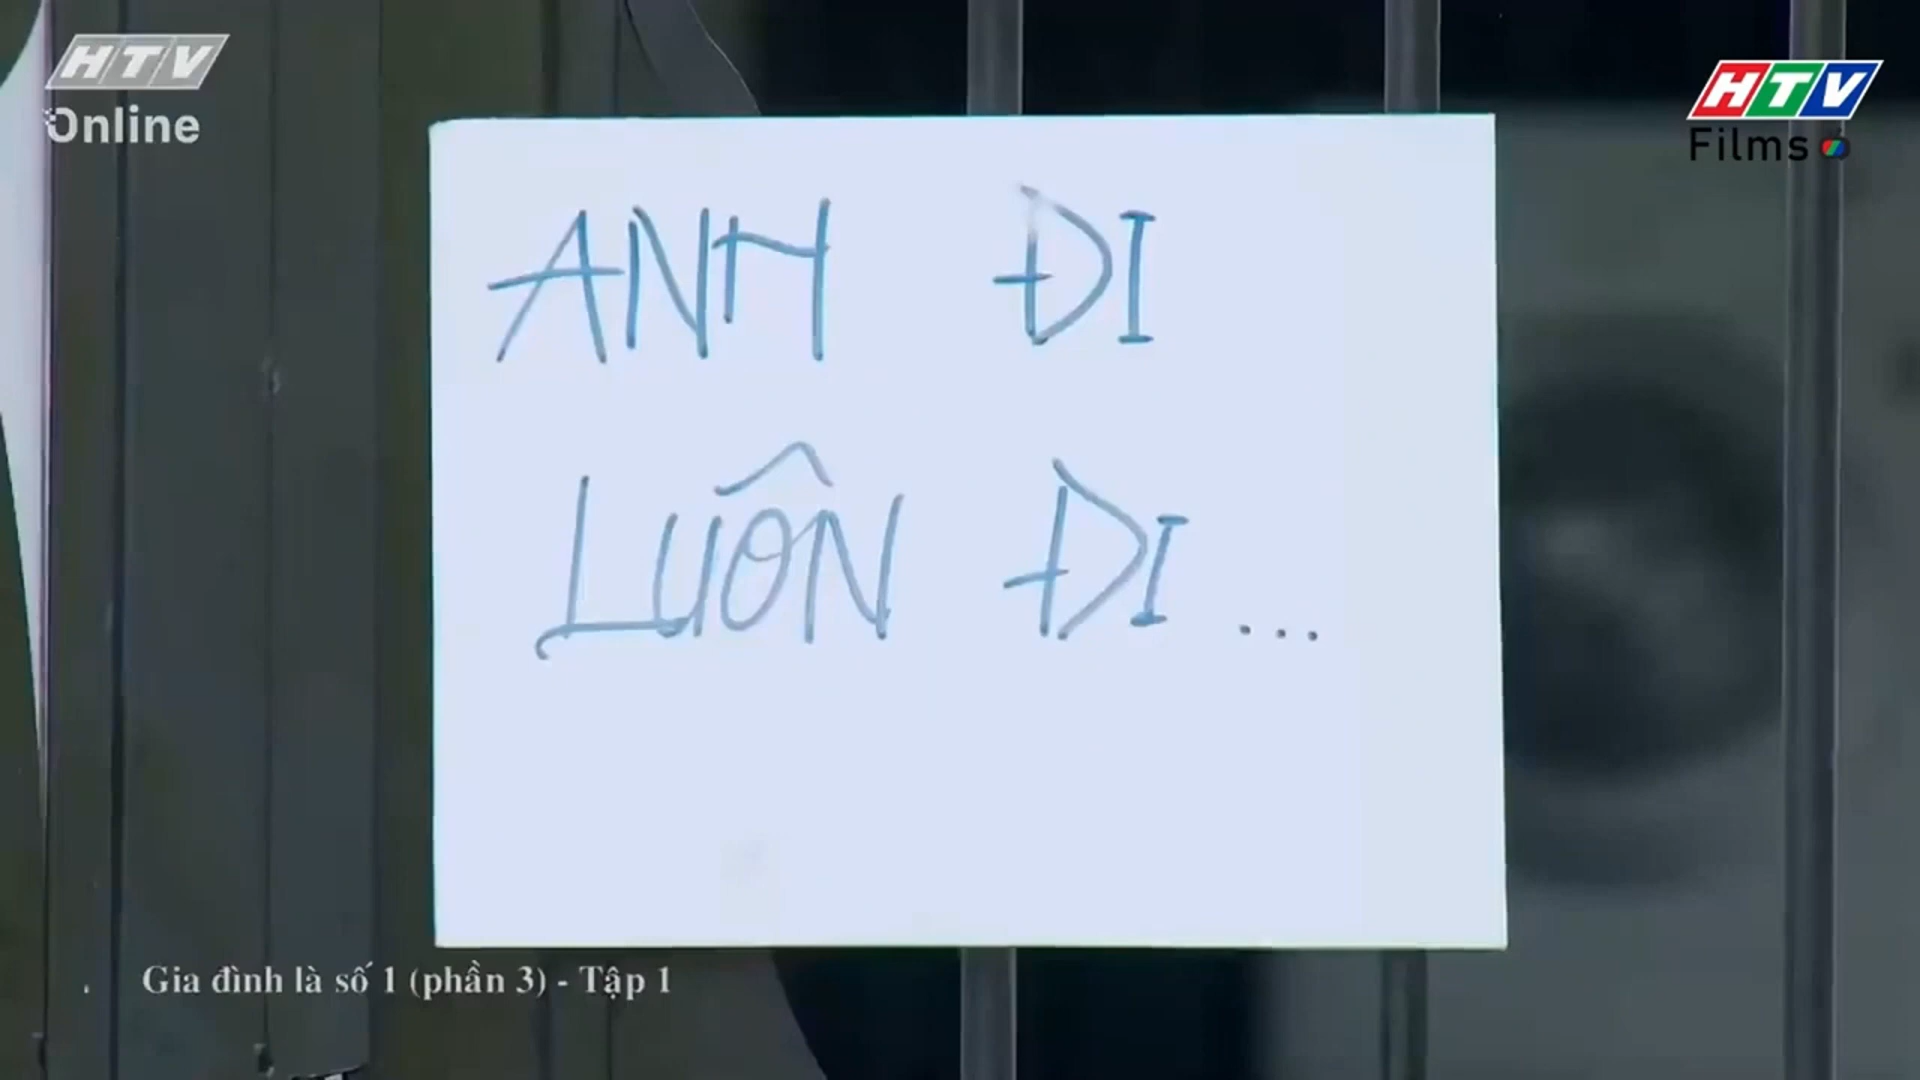 HTV
Online
HTV
Films
ANH ĐI
LUÔN ĐI...
Gia đình là số 1 (phần 3) - Tập 1